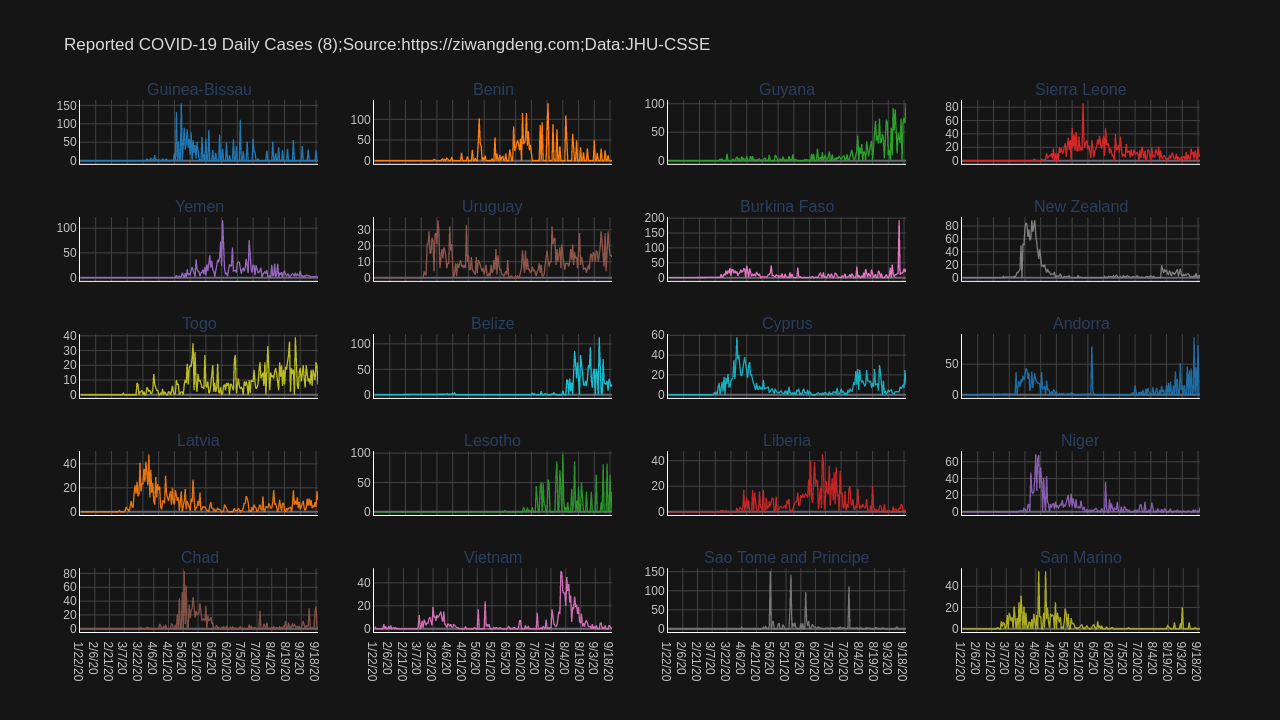 Reported COVID-19 Daily Cases (8);Source:https://ziwangdeng.com;Data:JHU-CSSE
Guinea-Bissau Benin Guyana Sierra Leone
150 100 50 0
100 50 0
100 50 0
80 60 40 20 0
Yemen Uruguay Burkina Faso New Zealand
100 50 0
30 20 10 0
200 150 100 50 0
80 60 40 20 0
Togo Belize Cyprus Andorra
40 30 20 10 0
100 50 0
60 40 20 0
50 0
Latvia Lesotho Liberia Niger
40 20 0
100 50 0
40 20 0
60 40 20 0
Chad Vietnam Sao Tome and Principe San Marino
80 60 40 20 0
40 20 0
150 100 50 0
40 20 0
1/22/20 2/6/20 2/21/20 3/7/20 3/22/20 4/6/20 4/21/20 5/6/20 5/21/20 6/5/20 6/20/20 7/5/20 7/20/20 8/4/20 8/19/20 9/3/20 9/18/20
1/22/20 2/6/20 2/21/20 3/7/20 3/22/20 4/6/20 4/21/20 5/6/20 5/21/20 6/5/20 6/20/20 7/5/20 7/20/20 8/4/20 8/19/20 9/3/20 9/18/20
1/22/20 2/6/20 2/21/20 3/7/20 3/22/20 4/6/20 4/21/20 5/6/20 5/21/20 6/5/20 6/20/20 7/5/20 7/20/20 8/4/20 8/19/20 9/3/20 9/18/20
1/22/20 2/6/20 2/21/20 3/7/20 3/22/20 4/6/20 4/21/20 5/6/20 5/21/20 6/5/20 6/20/20 7/5/20 7/20/20 8/4/20 8/19/20 9/3/20 9/18/20